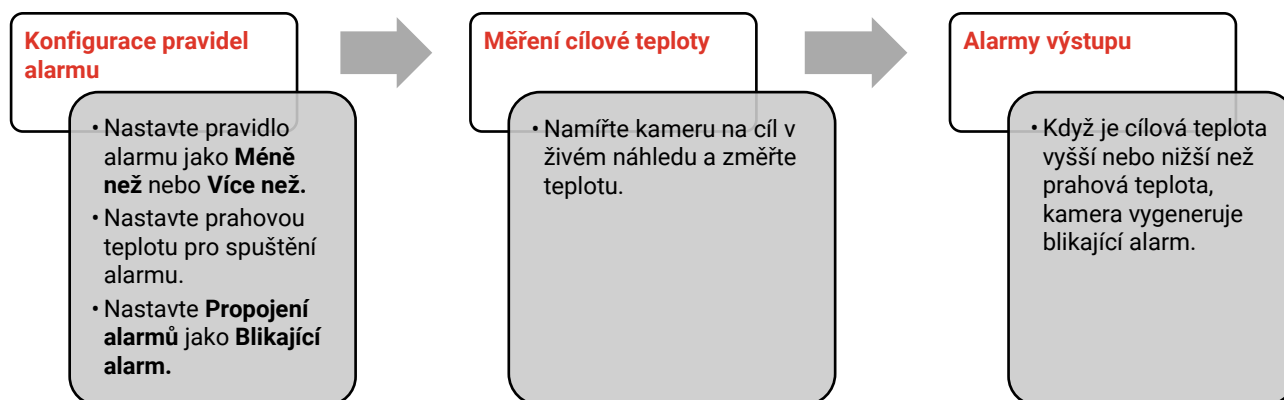 Konfigurace pravidel
alarmu
• Nastavte pravidlo
alarmu jako Méně
než nebo Více než.
• Nastavte prahovou
teplotu pro spuštění
alarmu.
• Nastavte Propojení
alarmů jako Blikající
alarm.
Měření cílové teploty
• Namířte kameru na cíl v
živém náhledu a změřte
teplotu.
Alarmy výstupu
• Když je cílová teplota
vyšší nebo nižší než
prahová teplota,
kamera vygeneruje
blikající alarm.